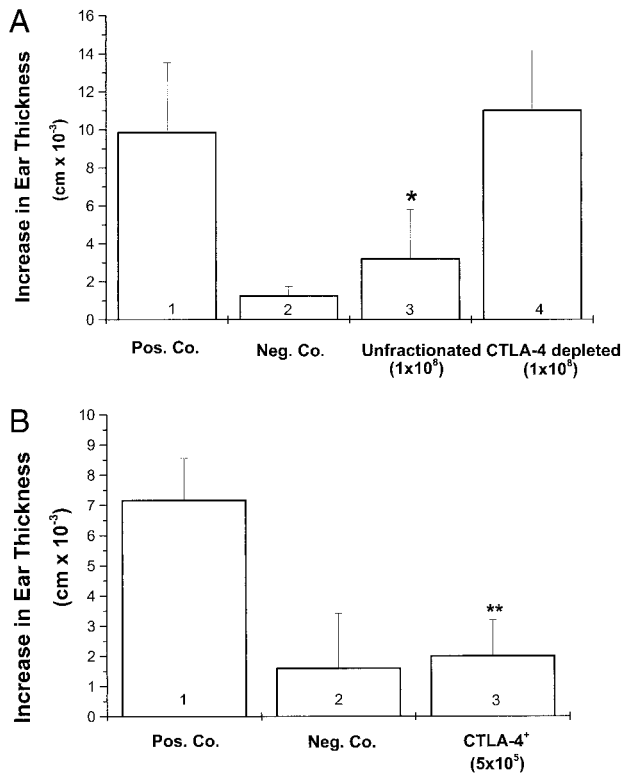 A
Increase in Ear Thickness
(cm x 10⁻³)
16
14
12
10
8
6
4
2
0
*
1
2
3
4
Pos. Co.
Neg. Co.
Unfractionated
(1x10⁸)
CTLA-4 depleted
(1x10⁸)
B
Increase in Ear Thickness
(cm x 10⁻³)
10
9
8
7
6
5
4
3
2
1
0
**
1
2
3
Pos. Co.
Neg. Co.
CTLA-4⁺
(5x10⁵)